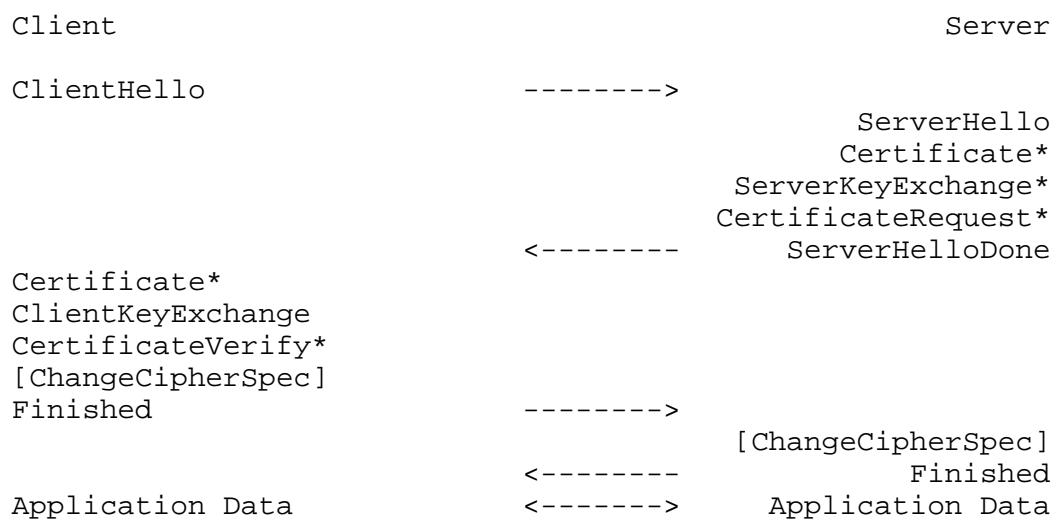 Client Server
ClientHello -------->
ServerHello
Certificate*
ServerKeyExchange*
CertificateRequest*
<-------- ServerHelloDone
Certificate*
ClientKeyExchange
CertificateVerify*
[ChangeCipherSpec]
Finished -------->
[ChangeCipherSpec]
<-------- Finished
Application Data <-------> Application Data